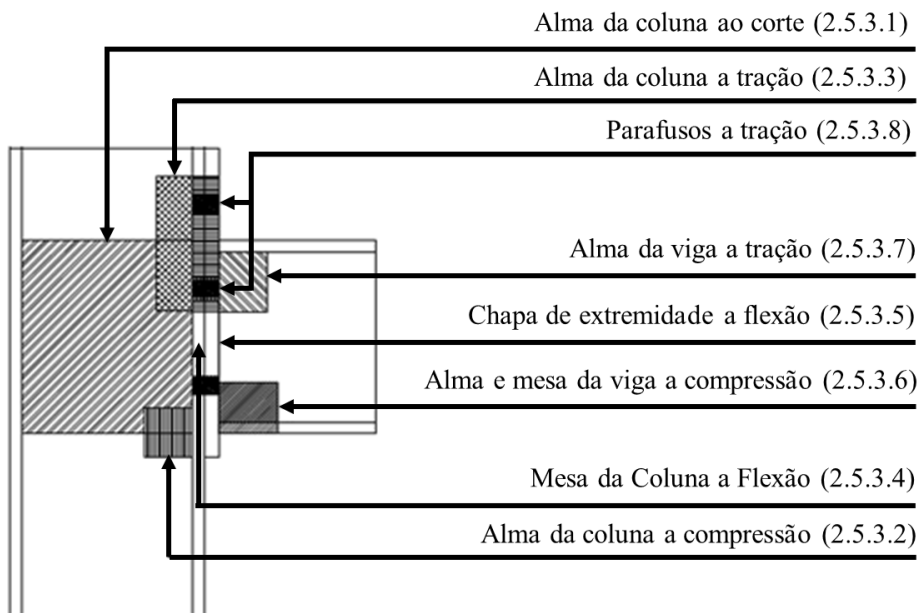 Alma da coluna ao corte (2.5.3.1)
Alma da coluna a tração (2.5.3.3)
Parafusos a tração (2.5.3.8)
Alma da viga a tração (2.5.3.7)
Chapa de extremidade a flexão (2.5.3.5)
Alma e mesa da viga a compressão (2.5.3.6)
Mesa da Coluna a Flexão (2.5.3.4)
Alma da coluna a compressão (2.5.3.2)